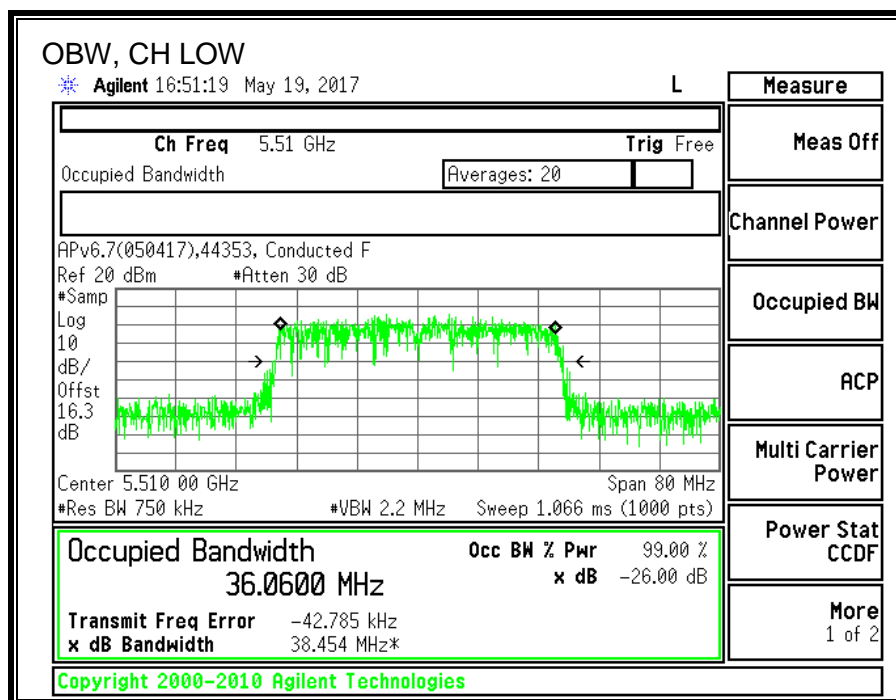 OBW, CH LOW
Agilent 16:51:19 May 19, 2017 L
Measure
Ch Freq 5.51 GHz Trig Free
Meas Off
Occupied Bandwidth Averages: 20
Channel Power
APv6.7(050417),44353, Conducted F
Ref 20 dBm #Atten 30 dB
#Samp
Log
10
dB/
Offst
16.3
dB
Occupied BW
ACP
Multi Carrier
Power
Center 5.510 00 GHz Span 80 MHz
#Res BW 750 kHz #VBW 2.2 MHz Sweep 1.066 ms (1000 pts)
Power Stat
CCDF
Occupied Bandwidth Occ BW % Pwr 99.00 %
36.0600 MHz x dB -26.00 dB
Transmit Freq Error -42.785 kHz
x dB Bandwidth 38.454 MHz*
More
1 of 2
Copyright 2000-2010 Agilent Technologies